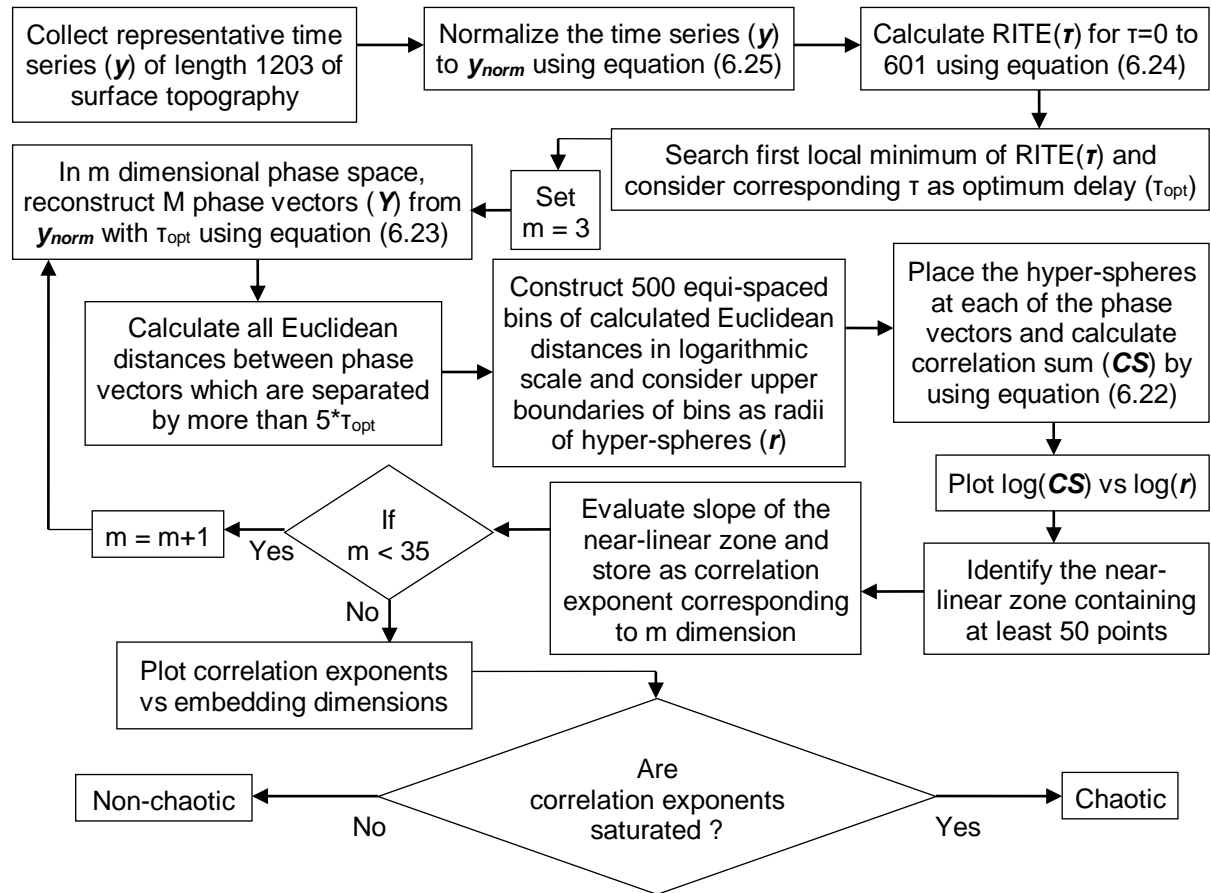 Collect representative time
series (y) of length 1203 of
surface topography
Normalize the time series (y)
to ynorm using equation (6.25)
Calculate RITE(τ) for τ=0 to
601 using equation (6.24)
Search first local minimum of RITE(τ) and
consider corresponding τ as optimum delay (τopt)
Set
m = 3
In m dimensional phase space,
reconstruct M phase vectors (Y) from
ynorm with τopt using equation (6.23)
Calculate all Euclidean
distances between phase
vectors which are separated
by more than 5*τopt
Construct 500 equi-spaced
bins of calculated Euclidean
distances in logarithmic
scale and consider upper
boundaries of bins as radii
of hyper-spheres (r)
Place the hyper-spheres
at each of the phase
vectors and calculate
correlation sum (CS) by
using equation (6.22)
Plot log(CS) vs log(r)
Identify the near-
linear zone containing
at least 50 points
Evaluate slope of the
near-linear zone and
store as correlation
exponent corresponding
to m dimension
If
m < 35
Yes
m = m+1
No
Plot correlation exponents
vs embedding dimensions
Are
correlation exponents
saturated ?
No
Non-chaotic
Yes
Chaotic